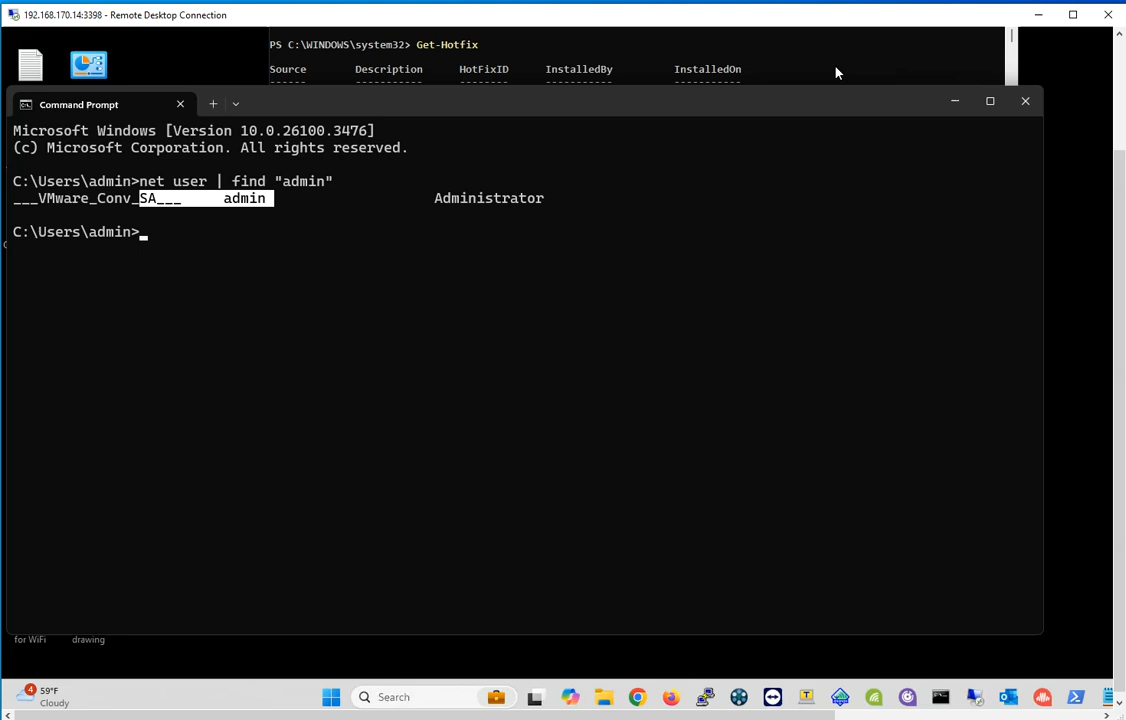 192.168.170.14:3398 - Remote Desktop Connection
PS C:\WINDOWS\system32> Get-Hotfix
Source Description HotFixID InstalledBy InstalledOn
------ ----------- -------- ----------- -----------
Command Prompt
Microsoft Windows [Version 10.0.26100.3476]
(c) Microsoft Corporation. All rights reserved.
C:\Users\admin>net user | find "admin"
___VMware_Conv_SA___ admin Administrator
C:\Users\admin>
for WiFi drawing
4
59°F
Cloudy
Search